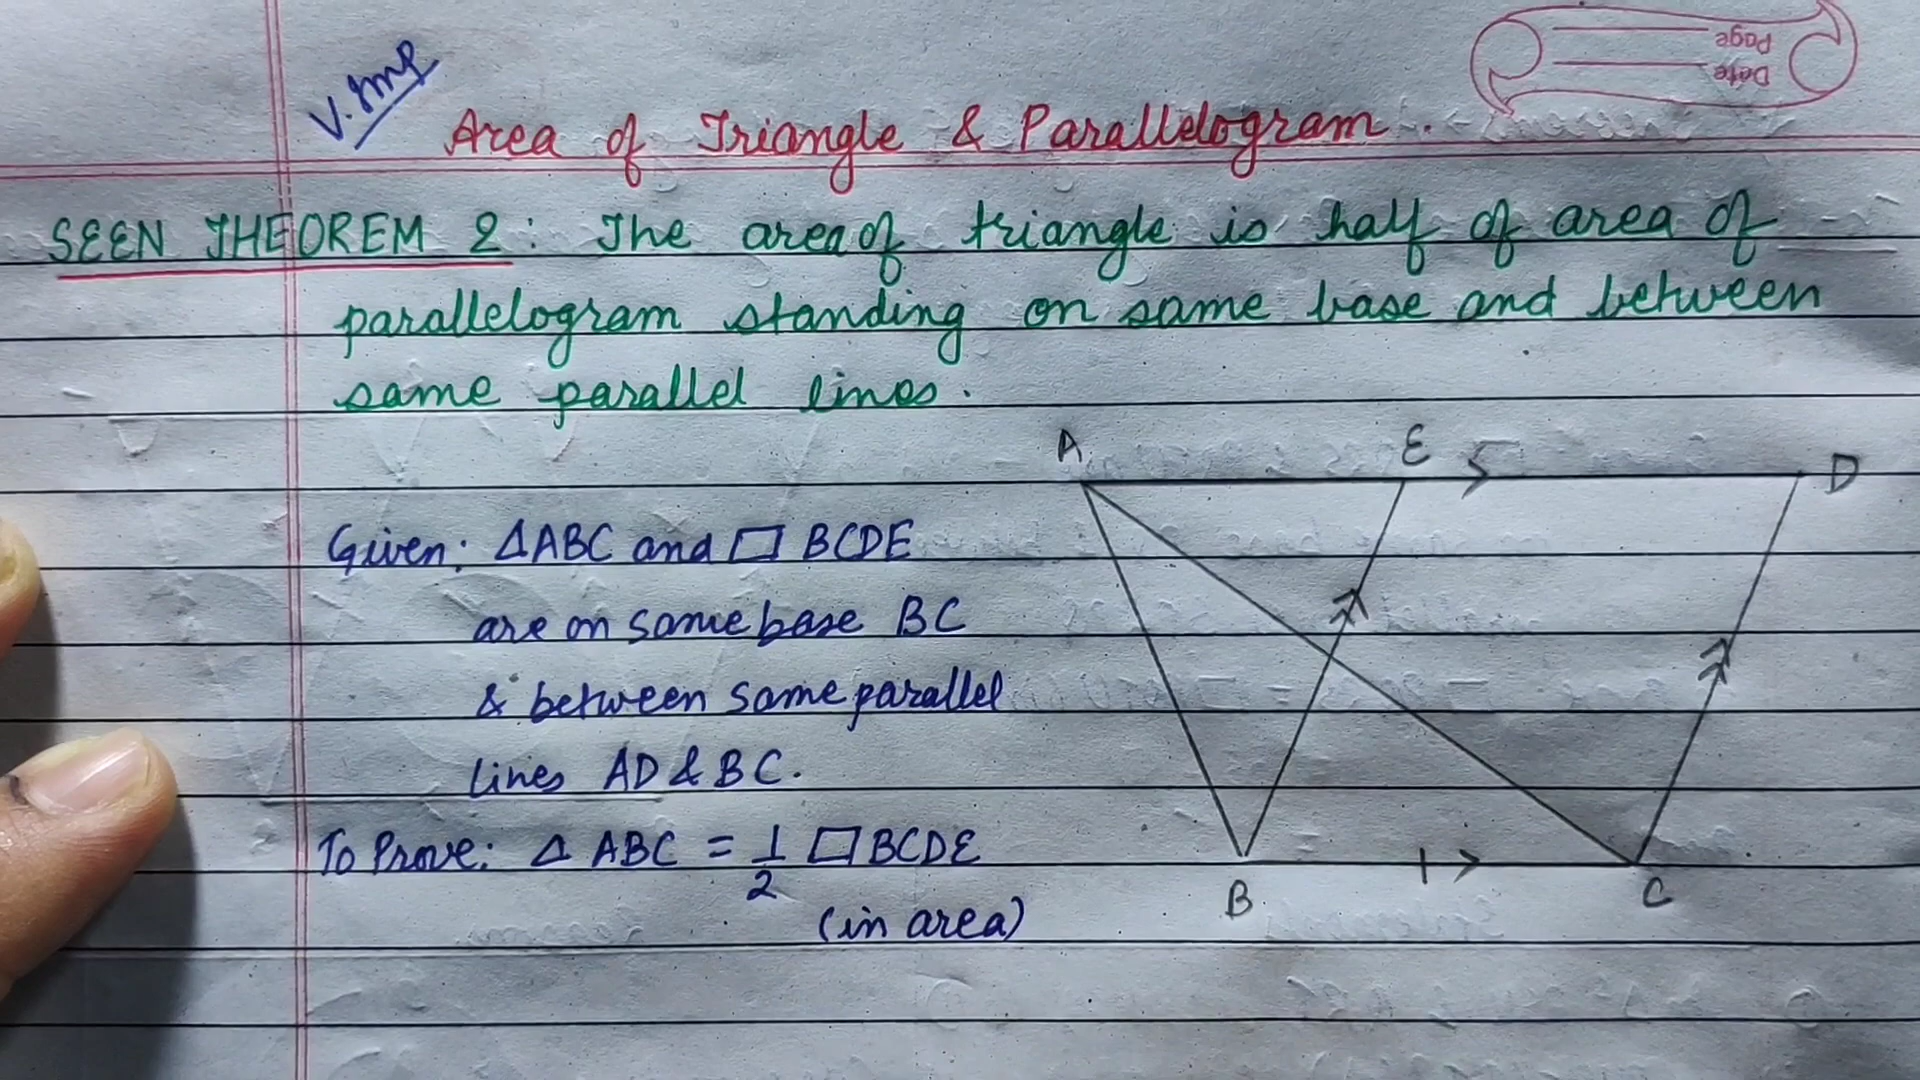 Page
Date
V. Imp
Area of Triangle & Parallelogram.
SEEN THEOREM 2: The area of triangle is half of area of
parallelogram standing on same base and between
same parallel lines.
A E D
Given: ΔABC and ▱ BCDE
are on same base BC
& between same parallel
lines AD & BC.
To Prove: Δ ABC = 1/2 ▱ BCDE
(in area)
B C